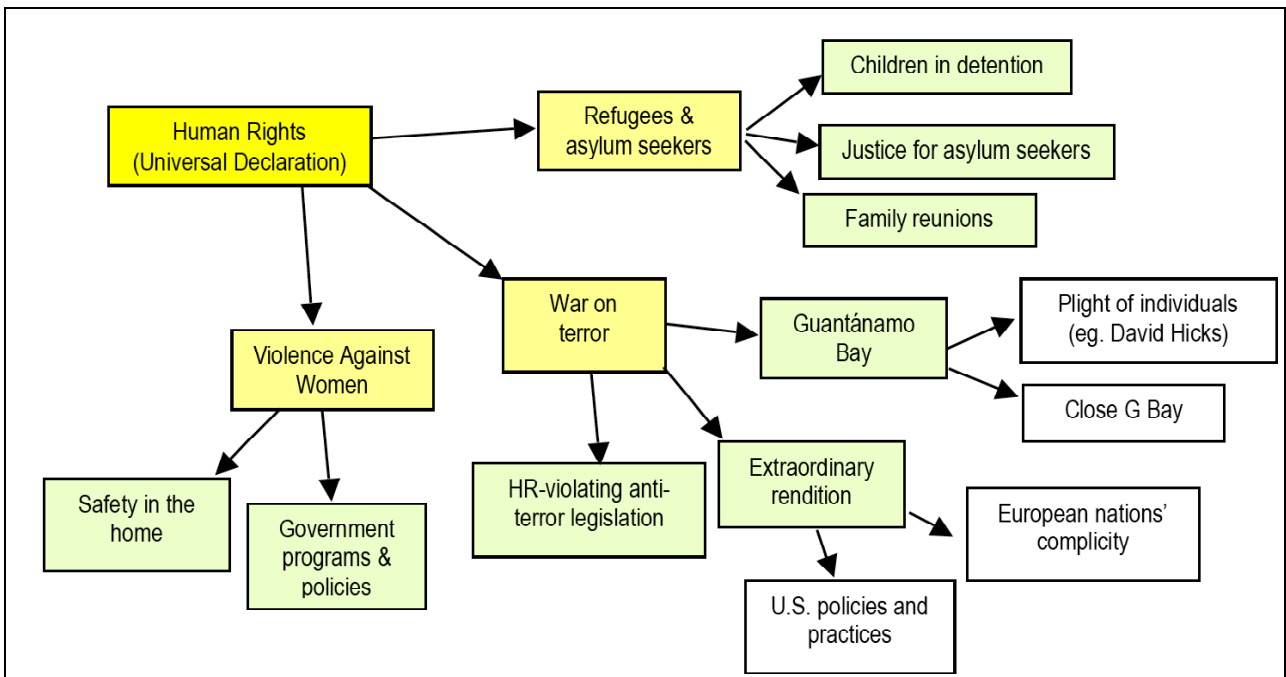 Human Rights
(Universal Declaration)
Refugees &
asylum seekers
Children in detention
Justice for asylum seekers
Family reunions
War on
terror
Guantánamo
Bay
Plight of individuals
(eg. David Hicks)
Close G Bay
Violence Against
Women
Safety in the
home
Government
programs &
policies
HR-violating anti-
terror legislation
Extraordinary
rendition
European nations’
complicity
U.S. policies and
practices